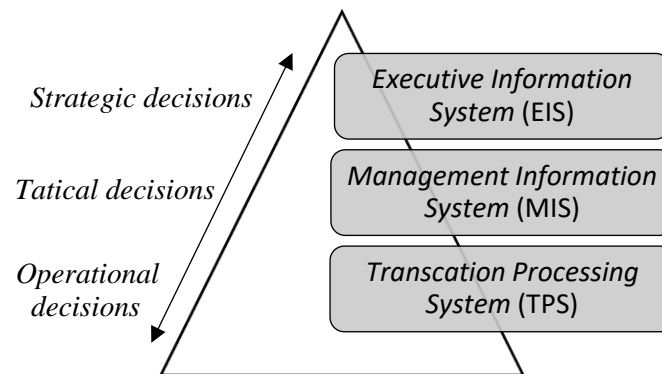 Strategic decisions
Executive Information
System (EIS)
Tatical decisions
Management Information
System (MIS)
Operational
decisions
Transcation Processing
System (TPS)